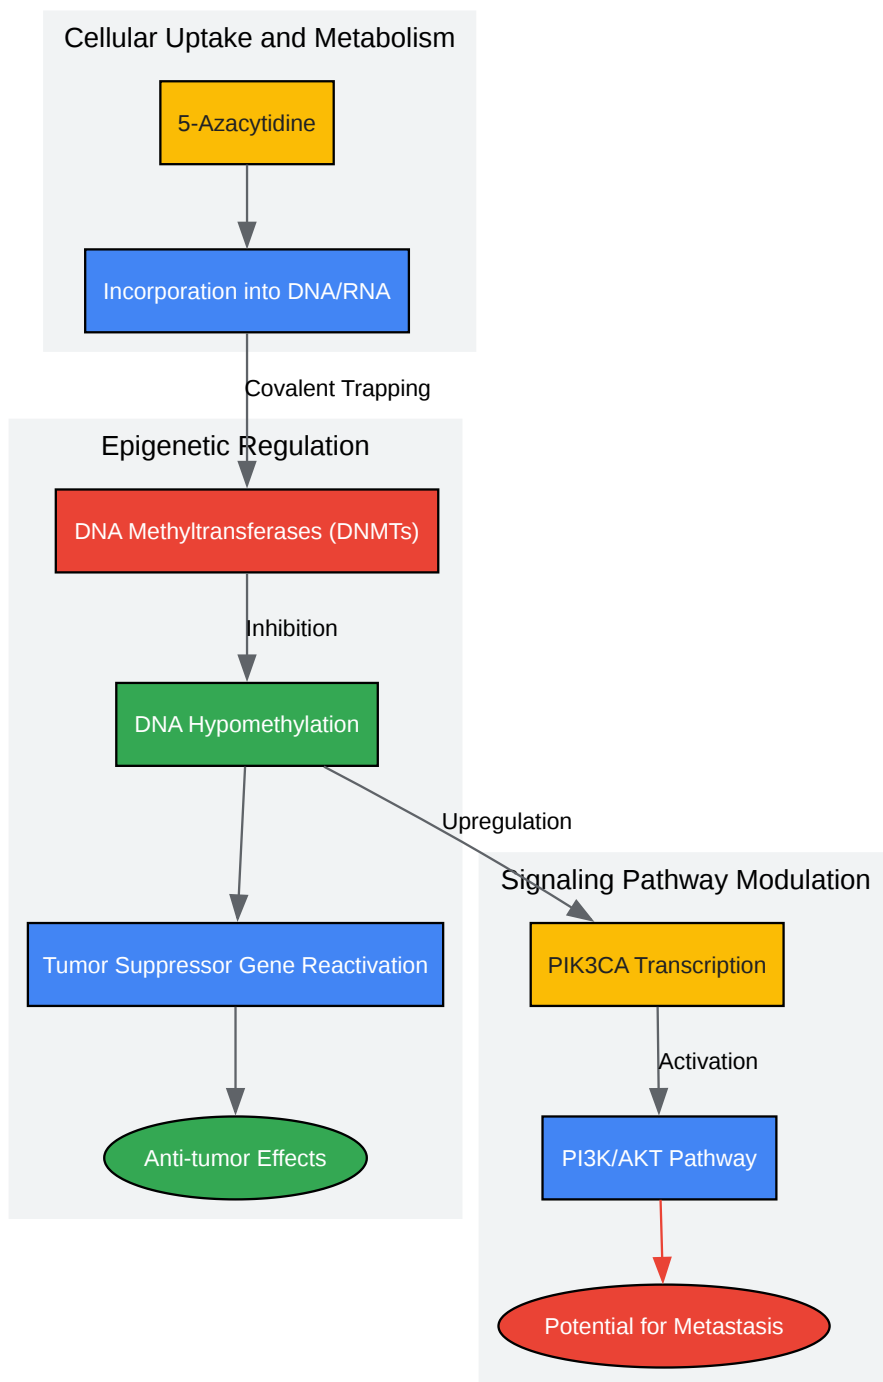 Cellular Uptake and Metabolism
5-Azacytidine
Incorporation into DNA/RNA
Covalent Trapping
Epigenetic Regulation
DNA Methyltransferases (DNMTs)
Inhibition
DNA Hypomethylation
Upregulation
Signaling Pathway Modulation
Tumor Suppressor Gene Reactivation
PIK3CA Transcription
Activation
Anti-tumor Effects
PI3K/AKT Pathway
Potential for Metastasis